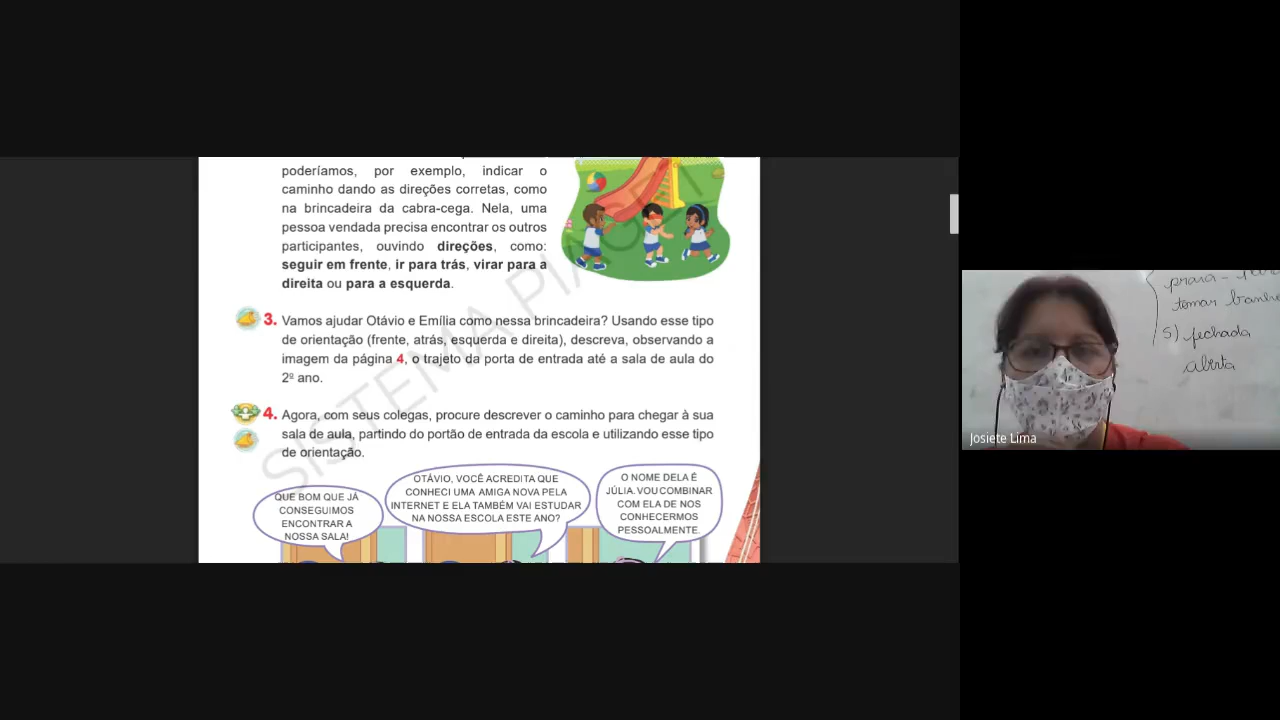 poderíamos, por exemplo, indicar o
caminho dando as direções corretas, como
na brincadeira da cabra-cega. Nela, uma
pessoa vendada precisa encontrar os outros
participantes, ouvindo direções, como:
seguir em frente, ir para trás, virar para a
direita ou para a esquerda.
3. Vamos ajudar Otávio e Emília como nessa brincadeira? Usando esse tipo
de orientação (frente, atrás, esquerda e direita), descreva, observando a
imagem da página 4, o trajeto da porta de entrada até a sala de aula do
2º ano.
4. Agora, com seus colegas, procure descrever o caminho para chegar à sua
sala de aula, partindo do portão de entrada da escola e utilizando esse tipo
de orientação.
QUE BOM QUE JÁ
CONSEGUIMOS
ENCONTRAR A
NOSSA SALA!
OTÁVIO, VOCÊ ACREDITA QUE
CONHECI UMA AMIGA NOVA PELA
INTERNET E ELA TAMBÉM VAI ESTUDAR
NA NOSSA ESCOLA ESTE ANO?
O NOME DELA É
JÚLIA. VOU COMBINAR
COM ELA DE NOS
CONHECERMOS
PESSOALMENTE.
SISTEMA PIAGET
tomar banho
5) fechada
aberta
Josiete Lima